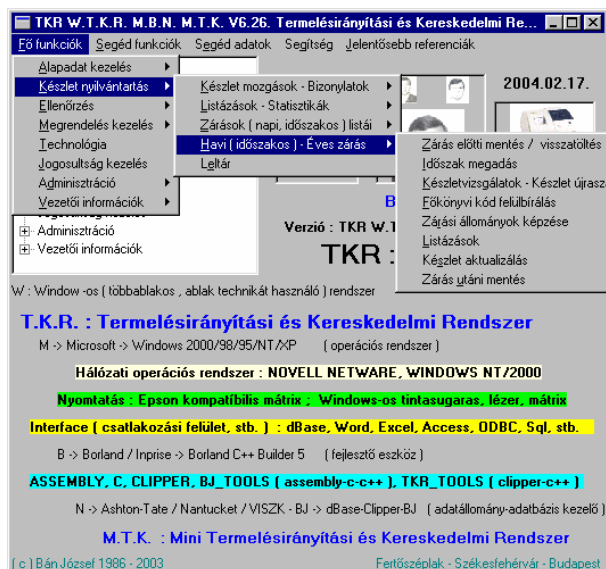 TKR W.T.K.R. M.B.N. M.T.K. V6.26. Termelésirányítási és Kereskedelmi Re...
Fő funkciók Segéd funkciók Segéd adatok Segítség Jelentősebb referenciák
Alapadat kezelés
Készlet nyilvántartás
Ellenőrzés
Megrendelés kezelés
Technológia
Jogosultság kezelés
Adminisztráció
Vezetői információk
Készlet mozgások - Bizonylatok
Listázások - Statisztikák
Zárások ( napi, időszakos ) listái
Havi ( időszakos ) - Éves zárás
Leltár
2004.02.17.
Zárás előtti mentés / visszatöltés
Időszak megadás
Készletvizsgálatok - Készlet újrasz
Főkönyvi kód felülbírálás
Zárási állományok képzése
Listázások
Készlet aktualizálás
Zárás utáni mentés
Adminisztráció
Vezetői információk
B
Verzió : TKR W.T
TKR :
W : Window -os ( többablakos , ablak technikát használó ) rendszer
T.K.R. : Termelésirányítási és Kereskedelmi Rendszer
M -> Microsoft -> Windows 2000/98/95/NT/XP ( operációs rendszer )
Hálózati operációs rendszer : NOVELL NETWARE, WINDOWS NT/2000
Nyomtatás : Epson kompatíbilis mátrix ; Windows-os tintasugaras, lézer, mátrix
Interface ( csatlakozási felület, stb. ) : dBase, Word, Excel, Access, ODBC, Sql, stb.
B -> Borland / Inprise -> Borland C++ Builder 5 ( fejlesztő eszköz )
ASSEMBLY, C, CLIPPER, BJ_TOOLS ( assembly-c-c++ ), TKR_TOOLS ( clipper-c++ )
N -> Ashton-Tate / Nantucket / VISZK - BJ -> dBase-Clipper-BJ ( adatállomány-adatbázis kezelő )
M.T.K. : Mini Termelésirányítási és Kereskedelmi Rendszer
( c ) Bán József 1986 - 2003 Fertőszéplak - Székesfehérvár - Budapest